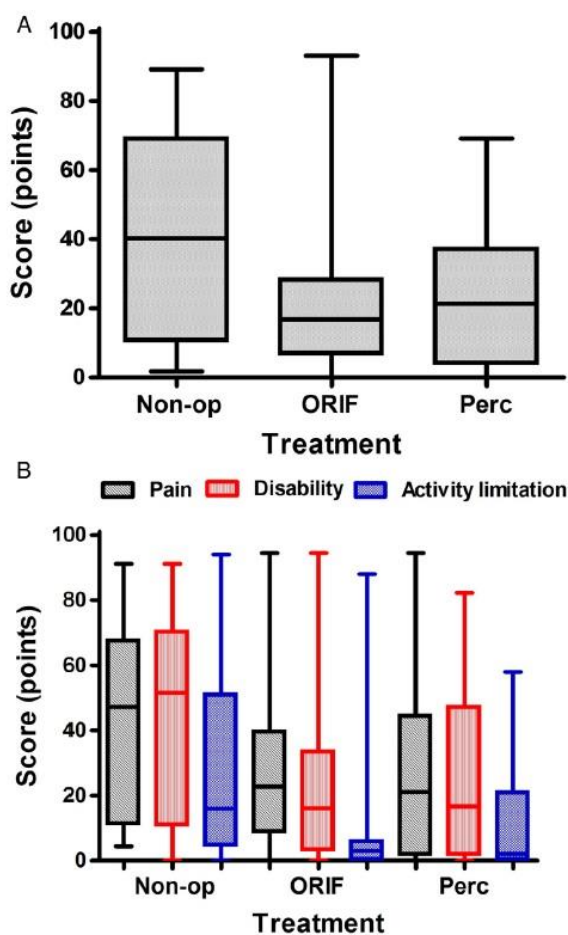 A
Score (points)
100
80
60
40
20
0
Non-op ORIF Perc
Treatment
B
Pain Disability Activity limitation
Score (points)
100
80
60
40
20
0
Non-op ORIF Perc
Treatment